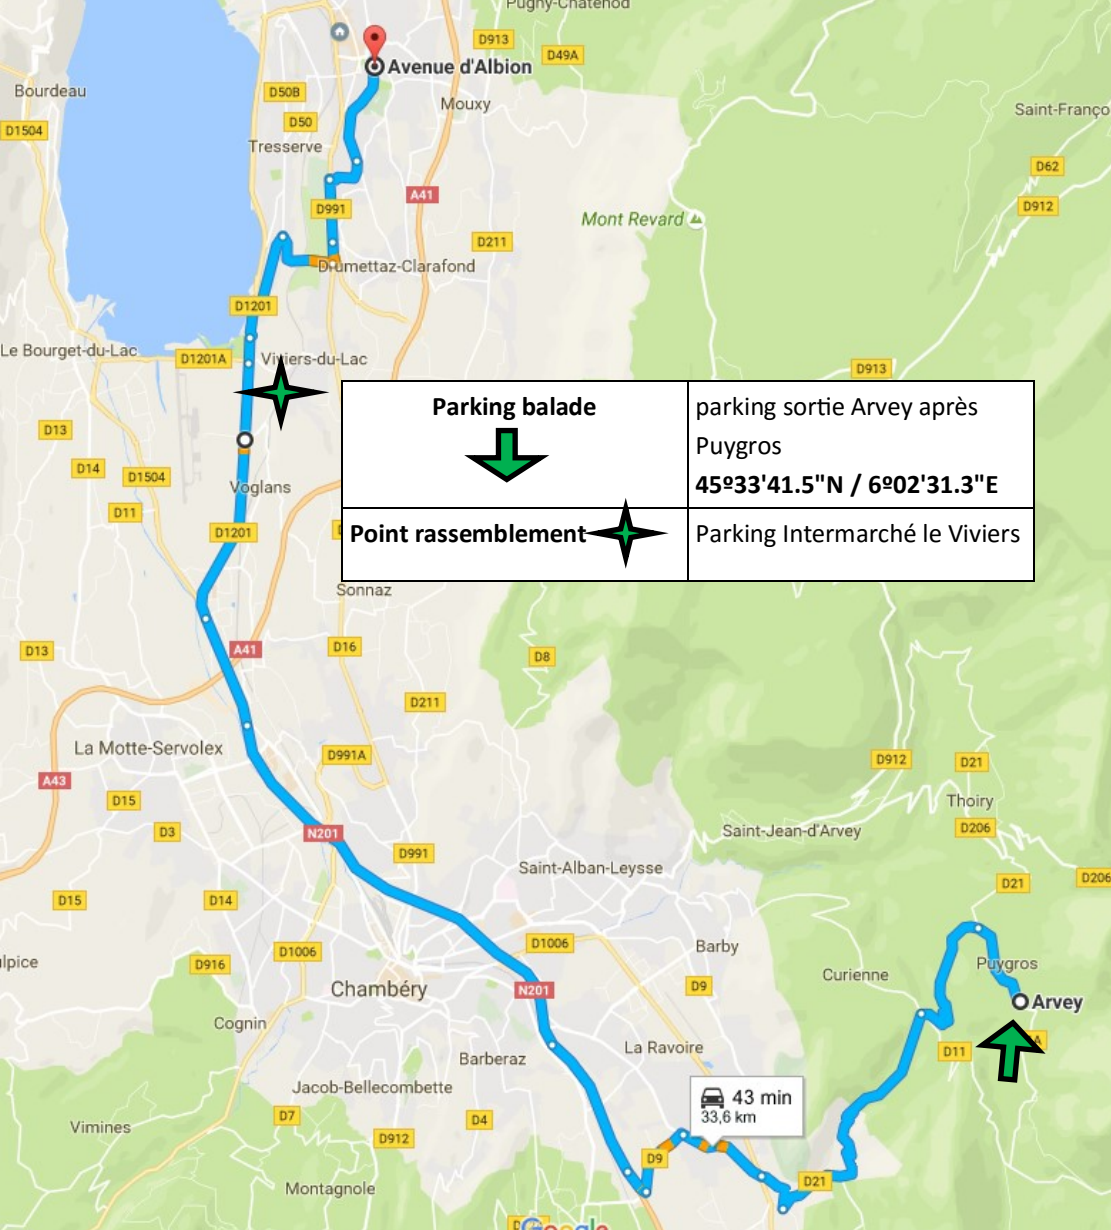 Pugny-Chatenod
D913
D49A
Avenue d'Albion
Bourdeau
D50B
Mouxy
Saint-Franço
D1504
D50
Tresserve
D62
A41
D991
D912
Mont Revard
D211
Drumettaz-Clarafond
D1201
Le Bourget-du-Lac
D1201A
Viviers-du-Lac
D913
Parking balade
parking sortie Arvey après
Puygros
45º33'41.5"N / 6º02'31.3"E
Point rassemblement
Parking Intermarché le Viviers
D13
D14
D1504
Voglans
D11
D1201
Sonnaz
D13
A41
D16
D8
D211
La Motte-Servolex
D991A
D912
D21
A43
D15
Thoiry
D3
N201
Saint-Jean-d'Arvey
D206
D991
Saint-Alban-Leysse
D206
D21
D15
D14
D1006
D1006
Barby
lpice
D916
Puygros
Curienne
Chambéry
N201
D9
Arvey
Cognin
La Ravoire
D11
A
Barberaz
Jacob-Bellecombette
43 min
33,6 km
D7
D4
Vimines
D912
D9
D21
Montagnole
Google